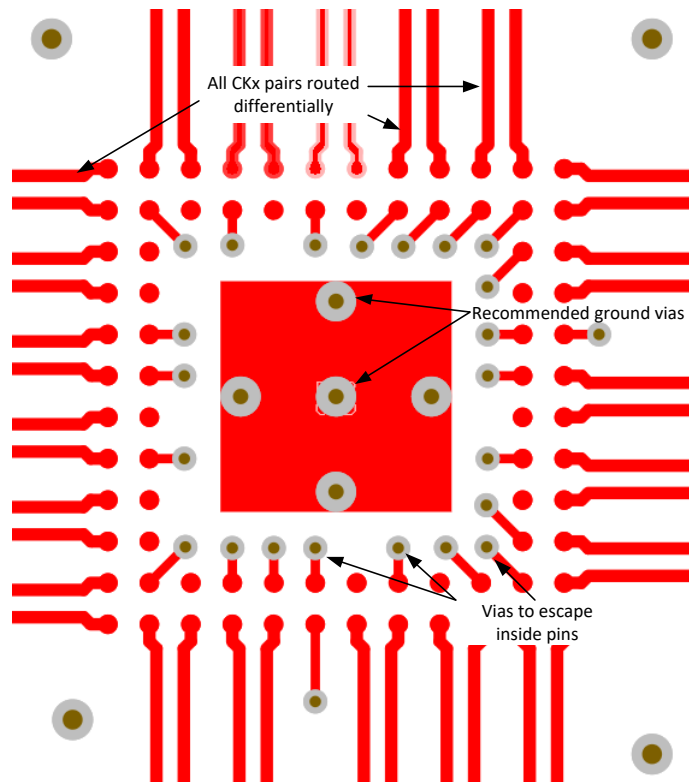 All CKx pairs routed
differentially
Recommended ground vias
Vias to escape
inside pins